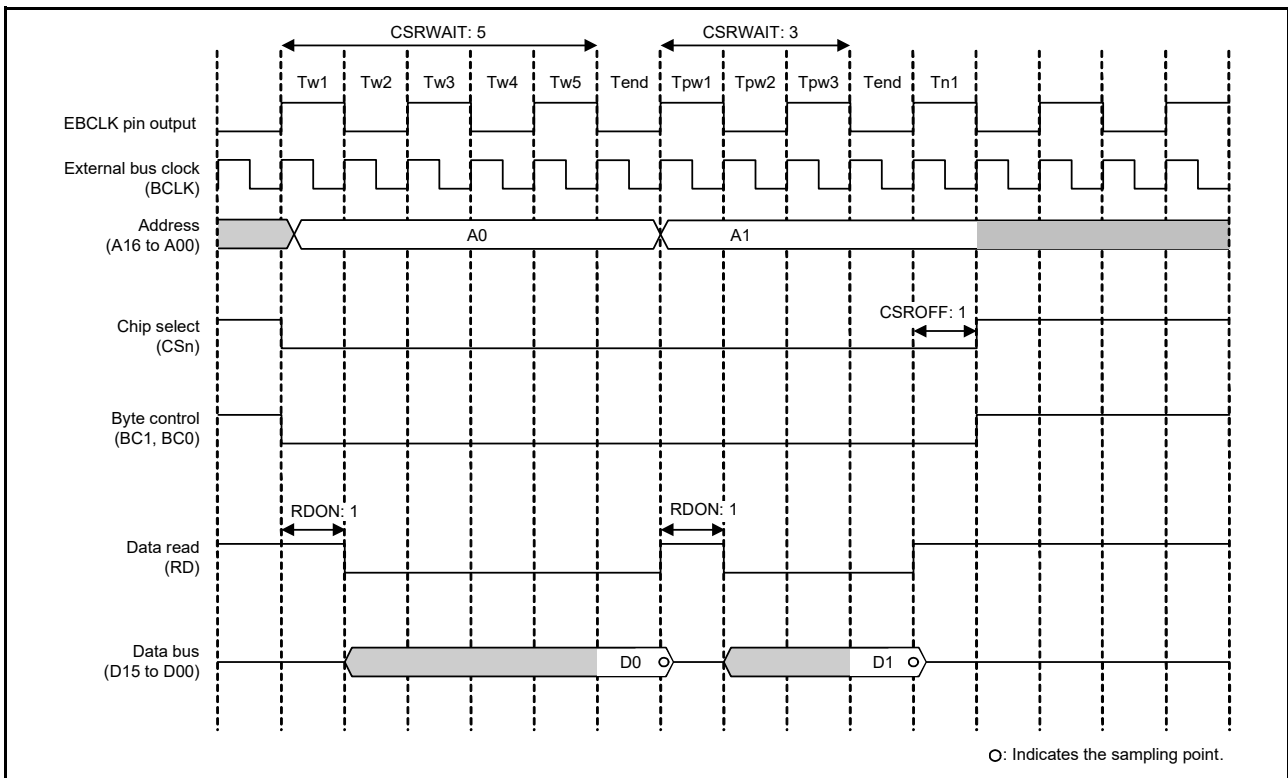 CSRWAIT: 5 CSRWAIT: 3
Tw1 Tw2 Tw3 Tw4 Tw5 Tend Tpw1 Tpw2 Tpw3 Tend Tn1
EBCLK pin output
External bus clock
(BCLK)
Address
(A16 to A00)
A0 A1
CSROFF: 1
Chip select
(CSn)
Byte control
(BC1, BC0)
RDON: 1 RDON: 1
Data read
(RD)
Data bus
(D15 to D00)
D0 D1
O: Indicates the sampling point.